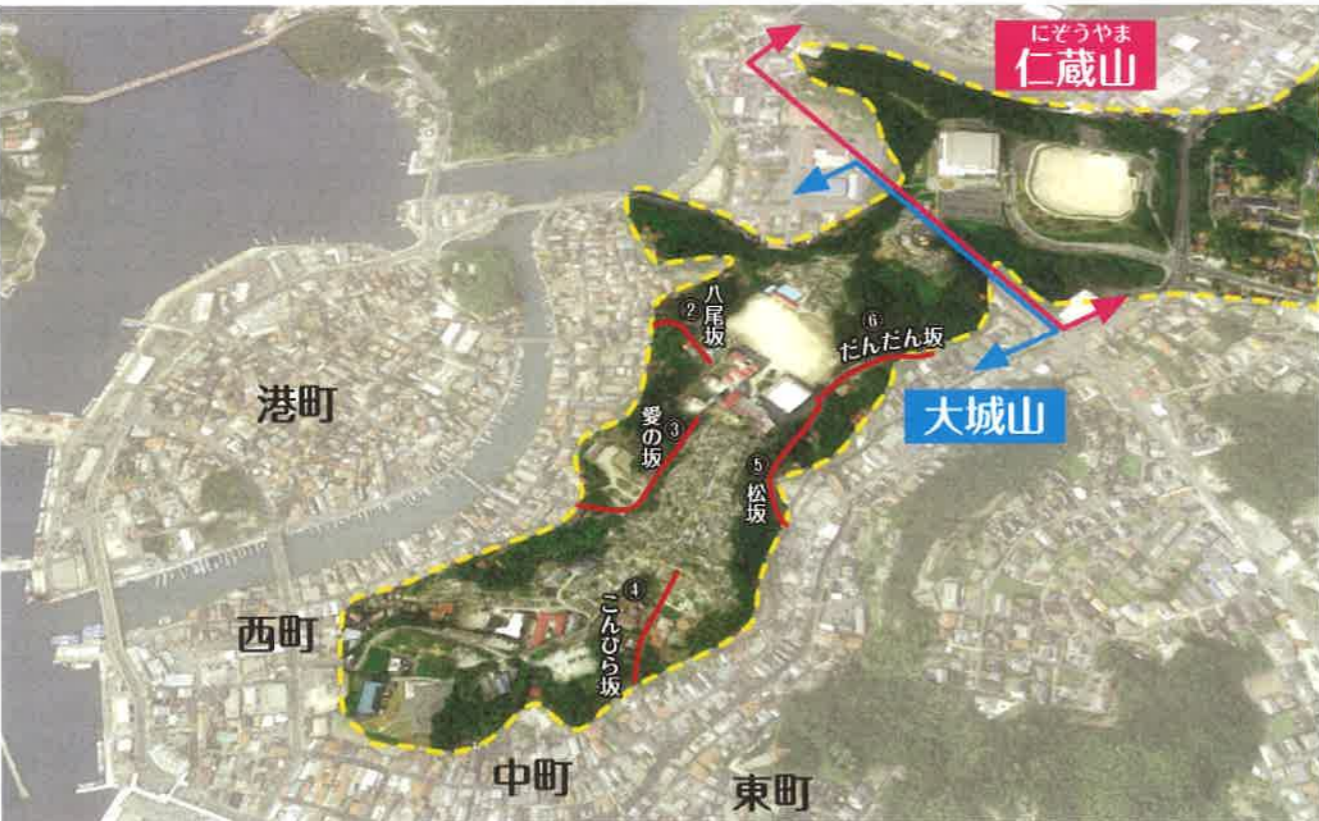 にぞうやま
仁蔵山
② 八尾坂
⑥
だんだん坂
大城山
港町
③ 愛の坂
⑤ 松坂
④ こんぴら坂
西町
中町
東町